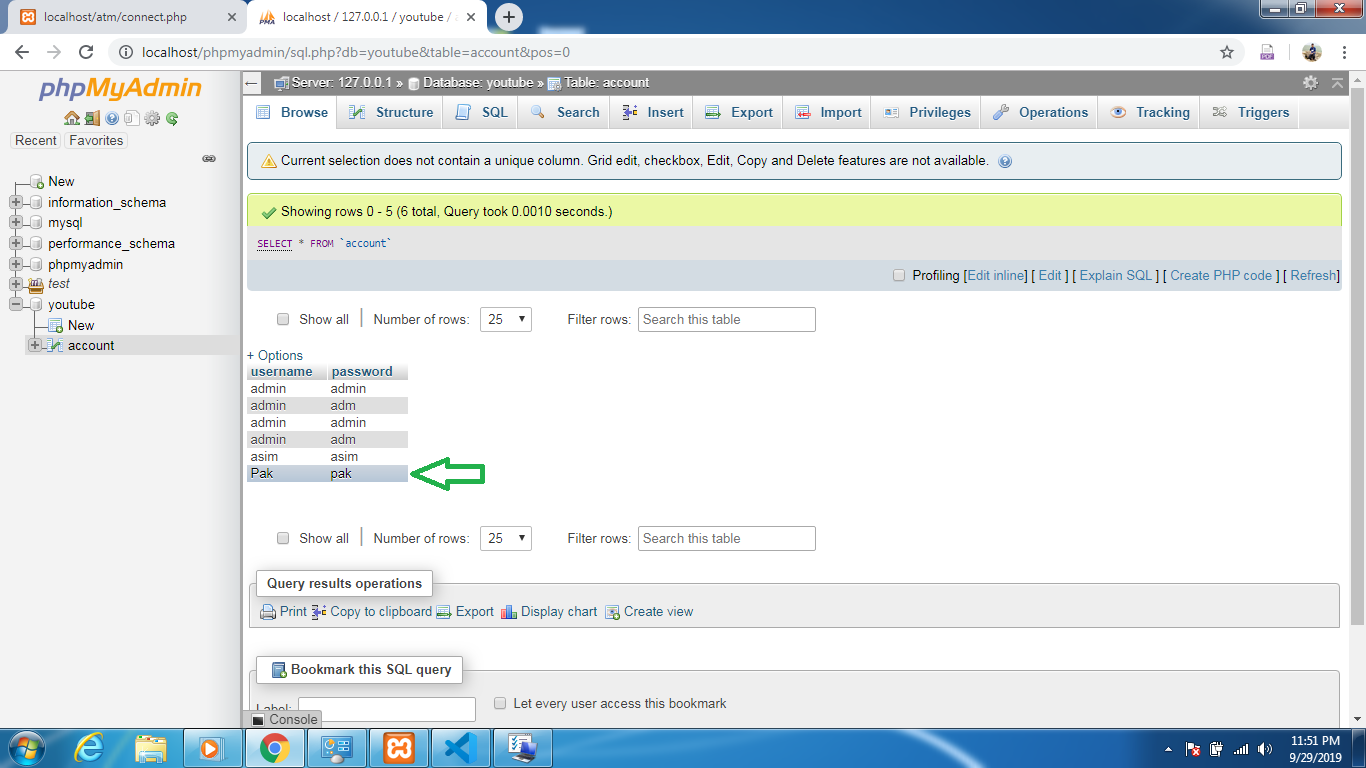 localhost/atm/connect.php
localhost / 127.0.0.1 / youtube /
localhost/phpmyadmin/sql.php?db=youtube&table=account&pos=0
phpMyAdmin
Recent Favorites
New
information_schema
mysql
performance_schema
phpmyadmin
test
youtube
New
account
Server: 127.0.0.1 » Database: youtube » Table: account
Browse Structure SQL Search Insert Export Import Privileges Operations Tracking Triggers
Current selection does not contain a unique column. Grid edit, checkbox, Edit, Copy and Delete features are not available.
Showing rows 0 - 5 (6 total, Query took 0.0010 seconds.)
SELECT * FROM `account`
Profiling [Edit inline] [ Edit ] [ Explain SQL ] [ Create PHP code ] [ Refresh]
Show all Number of rows: 25 Filter rows: Search this table
+ Options
username password
admin admin
admin adm
admin admin
admin adm
asim asim
Pak pak
Show all Number of rows: 25 Filter rows: Search this table
Query results operations
Print Copy to clipboard Export Display chart Create view
Bookmark this SQL query
Label: Let every user access this bookmark
Console
11:51 PM
9/29/2019